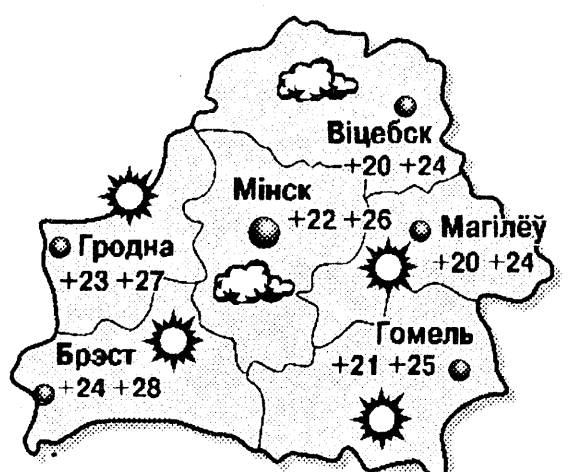 Віцебск
+20 +24
Мінск
+22 +26
Магілёў
+20 +24
Гродна
+23 +27
Гомель
+21 +25
Брэст
+24 +28